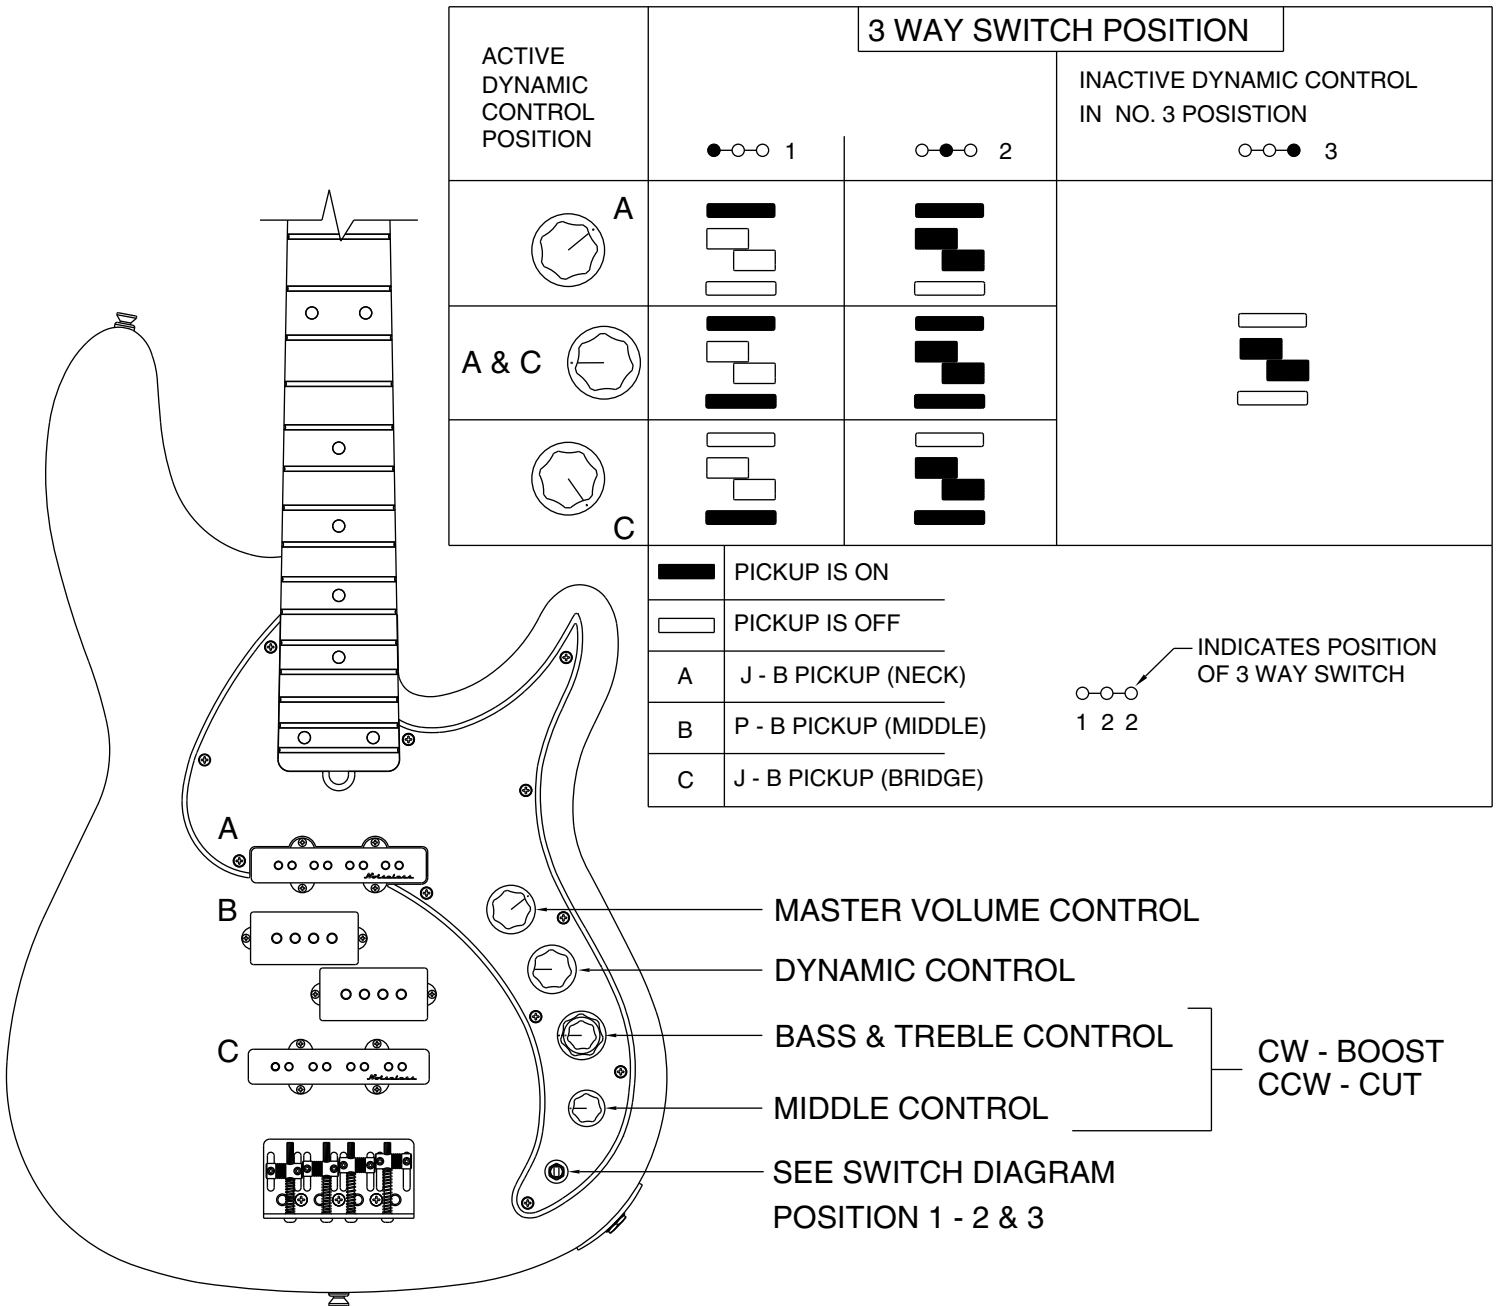 3 WAY SWITCH POSITION
ACTIVE
DYNAMIC
CONTROL
POSITION
INACTIVE DYNAMIC CONTROL
IN NO. 3 POSISTION
1
2
3
A
A & C
C
PICKUP IS ON
PICKUP IS OFF
A J - B PICKUP (NECK)
B P - B PICKUP (MIDDLE)
C J - B PICKUP (BRIDGE)
INDICATES POSITION
OF 3 WAY SWITCH
1 2 2
A
Noiseless
B
C
Noiseless
MASTER VOLUME CONTROL
DYNAMIC CONTROL
BASS & TREBLE CONTROL
MIDDLE CONTROL
CW - BOOST
CCW - CUT
SEE SWITCH DIAGRAM
POSITION 1 - 2 & 3